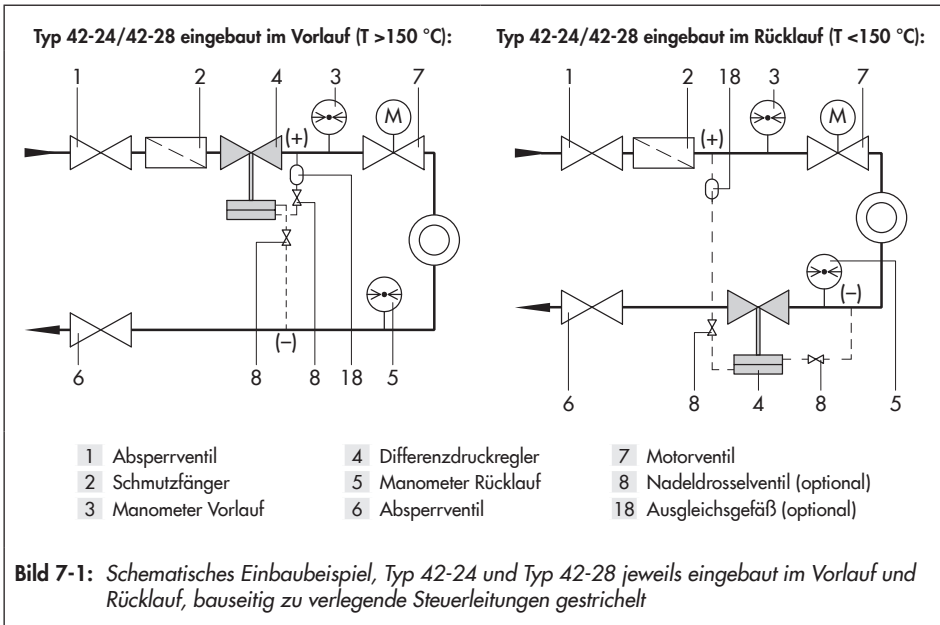 Typ 42-24/42-28 eingebaut im Vorlauf (T >150 °C):
1 2 4 3 7
M
(+)
(–)
6 8 8 18 5
Typ 42-24/42-28 eingebaut im Rücklauf (T <150 °C):
1 2 18 3 7
M
(+)
(–)
6 8 4 8 5
1 Absperrventil
2 Schmutzfänger
3 Manometer Vorlauf
4 Differenzdruckregler
5 Manometer Rücklauf
6 Absperrventil
7 Motorventil
8 Nadeldrosselventil (optional)
18 Ausgleichsgefäß (optional)
Bild 7-1: Schematisches Einbaubeispiel, Typ 42-24 und Typ 42-28 jeweils eingebaut im Vorlauf und
Rücklauf, bauseitig zu verlegende Steuerleitungen gestrichelt